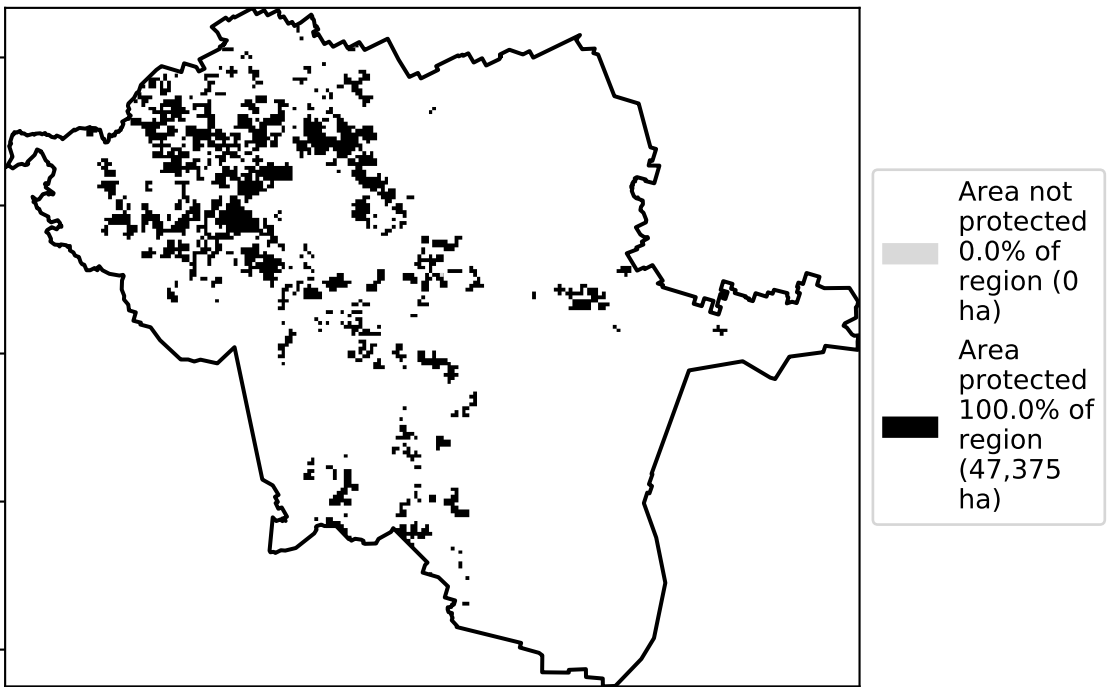 Area not
protected
0.0% of
region (0
ha)
Area
protected
100.0% of
region
(47,375
ha)